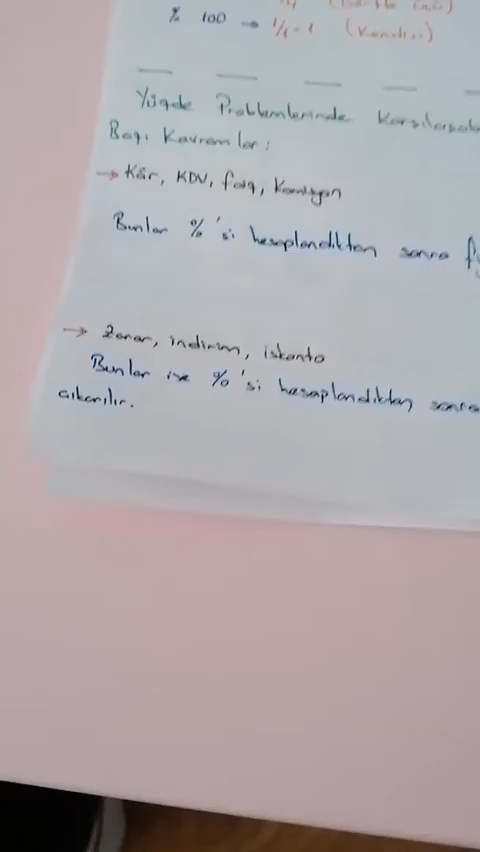 % 100 → 1/1 = 1 (Kendisi)
Yüzde Problemlerinde
Bazı Kavramlar:
→ Kâr, KDV, faiz, Komisyon
Bunlar %'si hesaplandıktan sonra
→ Zarar, indirim, iskonto
Bunlar ise %'si hesaplandıktan sonra
çıkarılır.